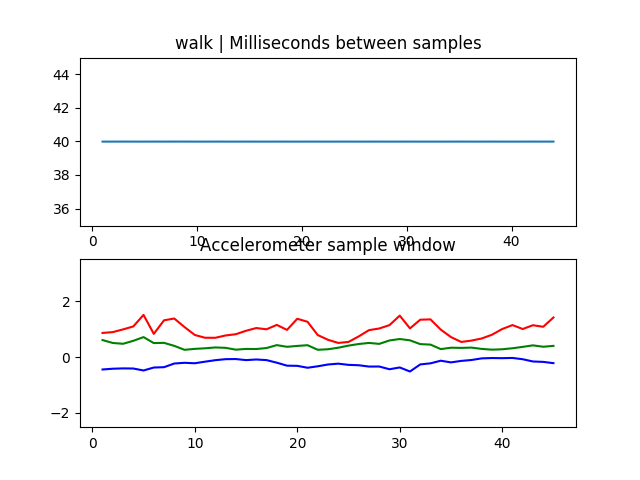 walk | Milliseconds between samples
44
42
40
38
36
0 10 20 30 40
Accelerometer sample window
2
0
−2
0 10 20 30 40